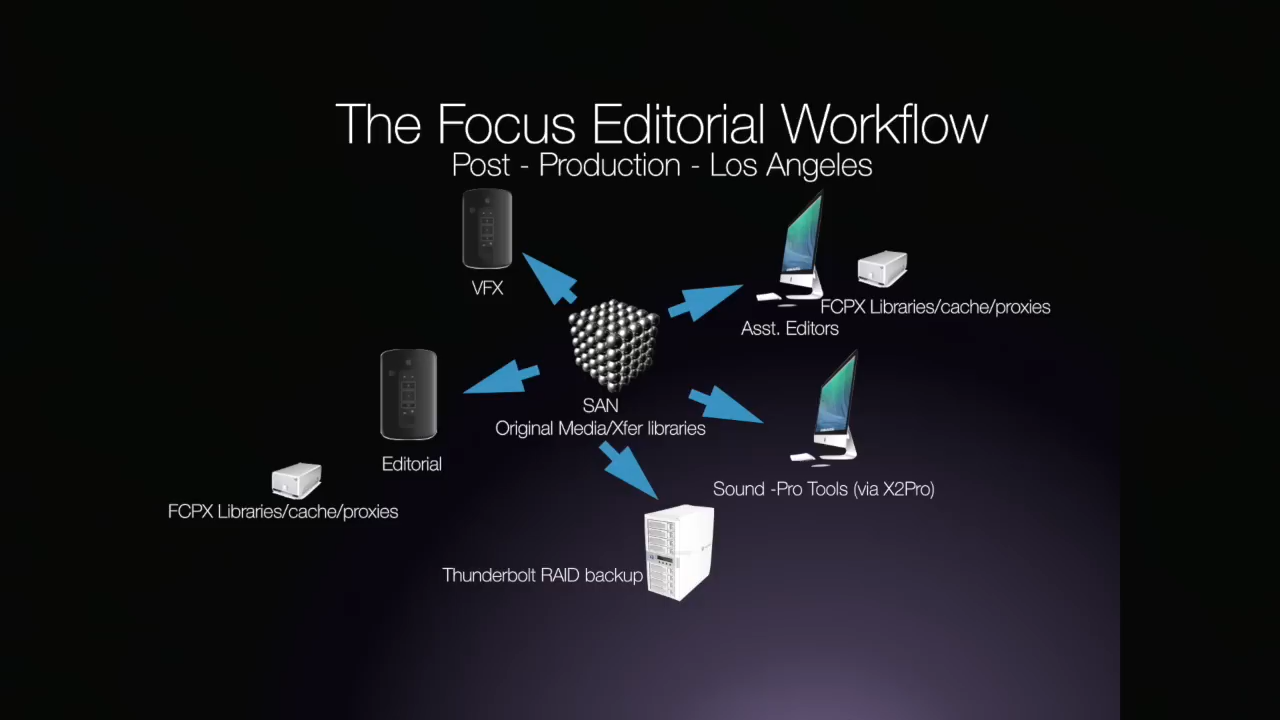 The Focus Editorial Workflow
Post - Production - Los Angeles
VFX
FCPX Libraries/cache/proxies
Asst. Editors
SAN
Original Media/Xfer libraries
Editorial
Sound -Pro Tools (via X2Pro)
FCPX Libraries/cache/proxies
Thunderbolt RAID backup